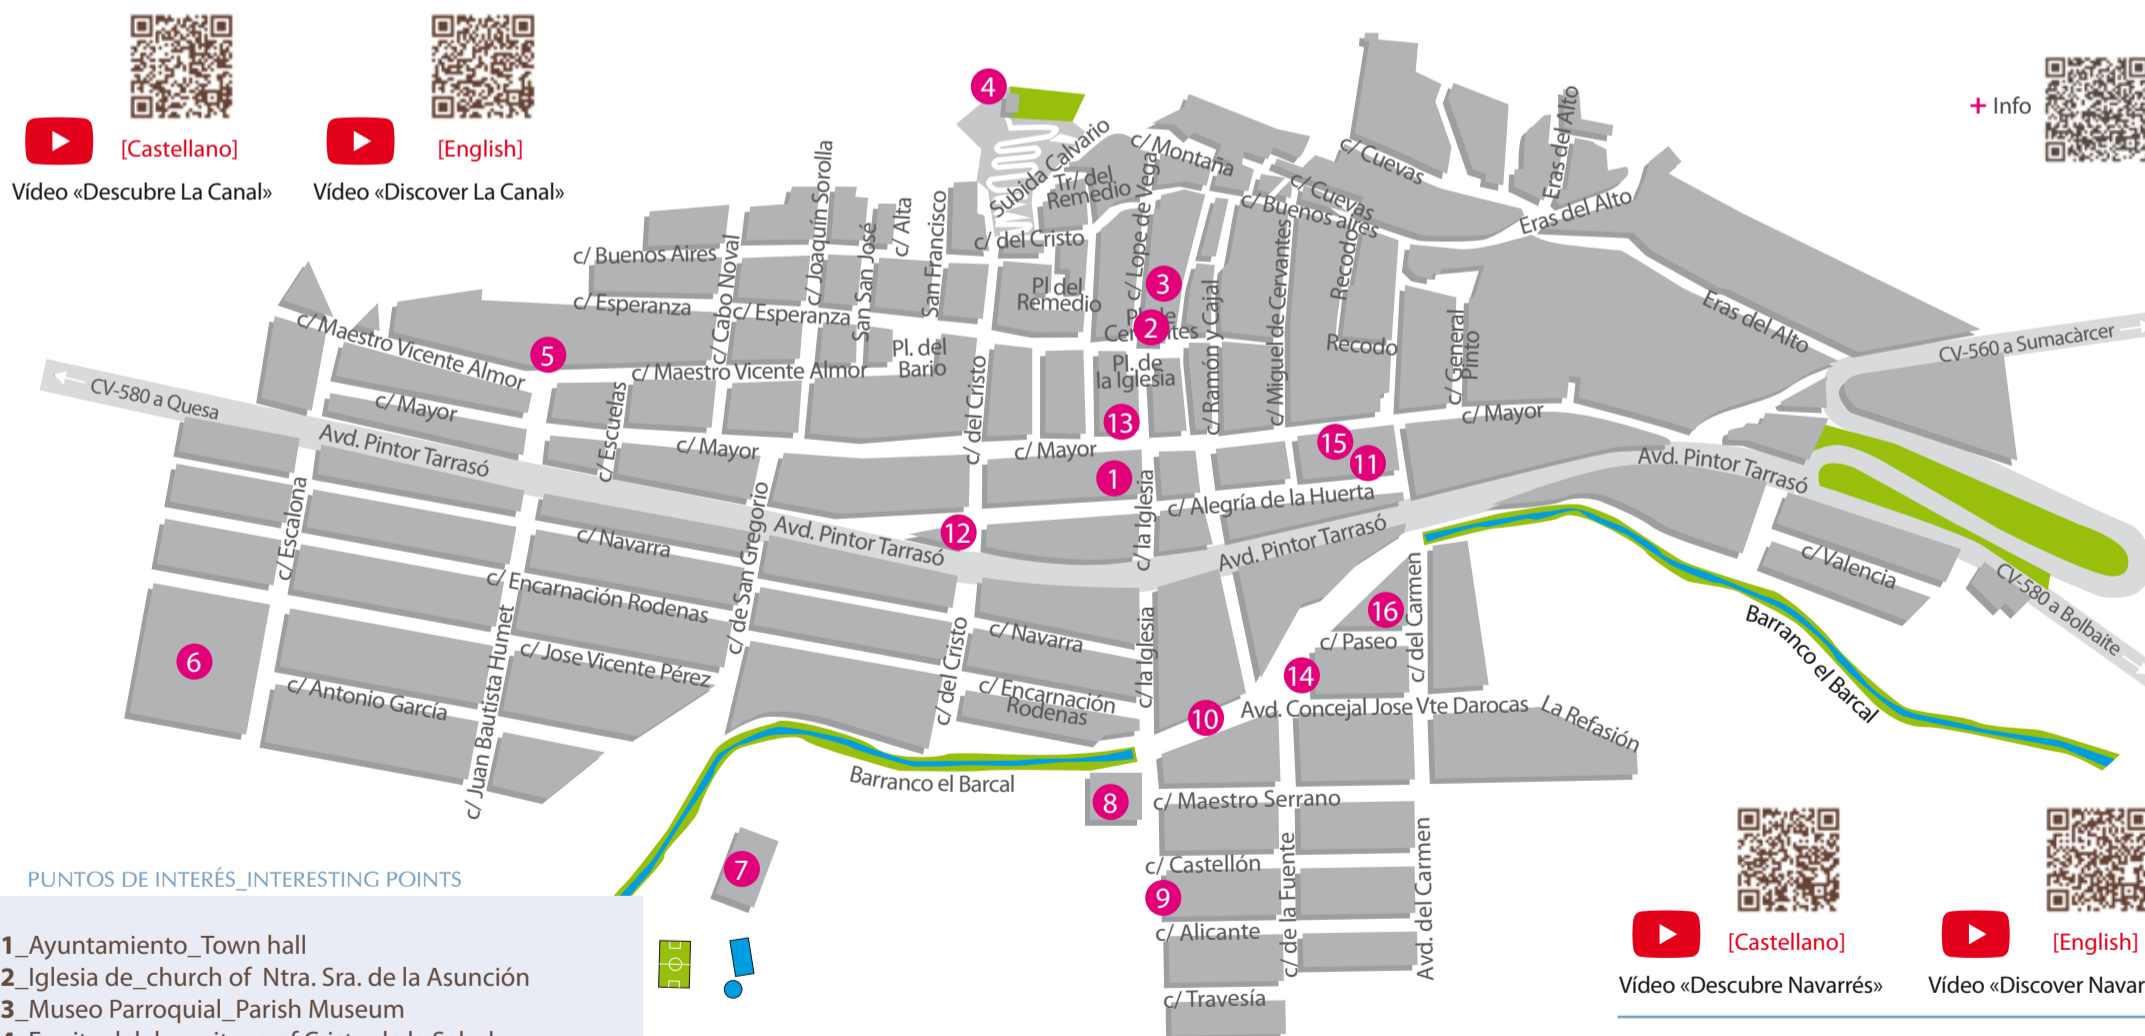 [Castellano]
[English]
Vídeo «Descubre La Canal»
Vídeo «Discover La Canal»
+ Info
4
Subida Calvario
c/ Montaña
c/ Cuevas
Eras del Alto
Eras del Alto
Tr/ del
Remedio
c/ Lope de Vega
c/ Cuevas
c/ Buenos aires
Eras del Alto
c/ Joaquín Sorolla
c/ Alta
San Francisco
c/ del Cristo
c/ Buenos Aires
c/ Cabo Noval
San San José
Pl del
Remedio
3
Recodo
c/ Esperanza
c/ Esperanza
Pl. de
Cervantes
2
c/ Ramón y Cajal
c/ Miguel de Cervantes
Recodo
c/ General
Pinto
Eras del Alto
CV-560 a Sumacàrcer
c/ Maestro Vicente Almor
5
c/ Maestro Vicente Almor
Pl. del
Bario
Pl. de
la Iglesia
CV-580 a Quesa
c/ Mayor
c/ Escuelas
c/ del Cristo
13
c/ Mayor
Avd. Pintor Tarrasó
c/ Mayor
c/ Mayor
15
11
1
Avd. Pintor Tarrasó
c/ Escalona
c/ de San Gregorio
c/ la Iglesia
c/ Alegría de la Huerta
12
Avd. Pintor Tarrasó
Avd. Pintor Tarrasó
c/ Navarra
c/ Valencia
CV-580 a Bolbaite
c/ Encarnación Rodenas
c/ del Carmen
16
Barranco el Barcal
c/ Juan Bautista Humet
c/ Jose Vicente Pérez
c/ del Cristo
c/ Navarra
c/ la Iglesia
c/ Paseo
6
14
c/ Antonio García
c/ Encarnación
Rodenas
10
Avd. Concejal Jose Vte Darocas
La Refasión
Barranco el Barcal
8
c/ Maestro Serrano
7
c/ Castellón
9
c/ de la Fuente
Avd. del Carmen
c/ Alicante
c/ Travesía
PUNTOS DE INTERÉS_INTERESTING POINTS
1_Ayuntamiento_Town hall
2_Iglesia de_church of Ntra. Sra. de la Asunción
3_Museo Parroquial_Parish Museum
[Castellano]
[English]
Vídeo «Descubre Navarrés»
Vídeo «Discover Navar